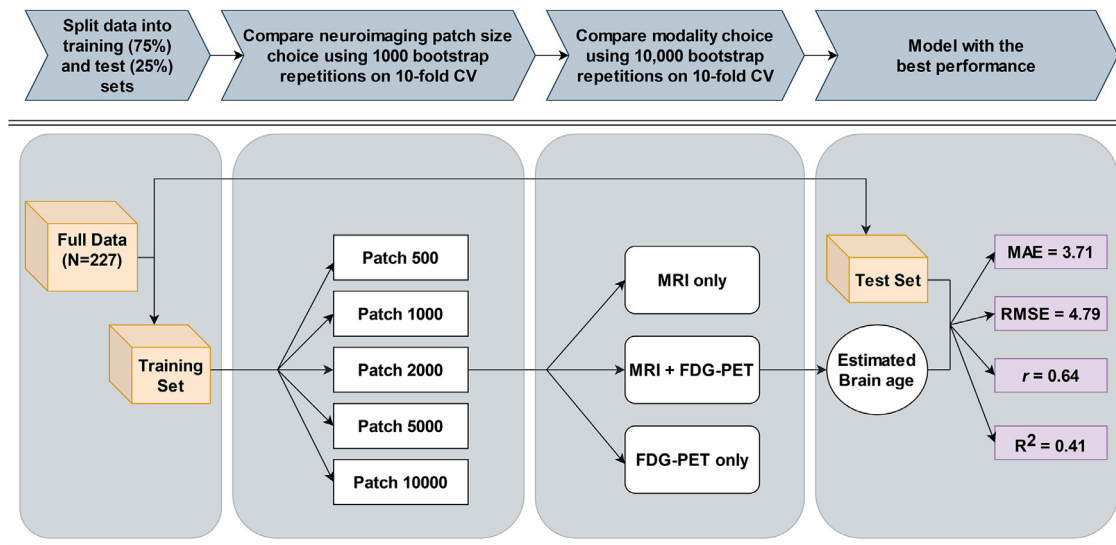 Split data into
training (75%)
and test (25%)
sets
Compare neuroimaging patch size
choice using 1000 bootstrap
repetitions on 10-fold CV
Compare modality choice
using 10,000 bootstrap
repetitions on 10-fold CV
Model with the
best performance
Full Data
(N=227)
Training
Set
Patch 500
Patch 1000
Patch 2000
Patch 5000
Patch 10000
MRI only
MRI + FDG-PET
FDG-PET only
Test Set
Estimated
Brain age
MAE = 3.71
RMSE = 4.79
r = 0.64
R² = 0.41